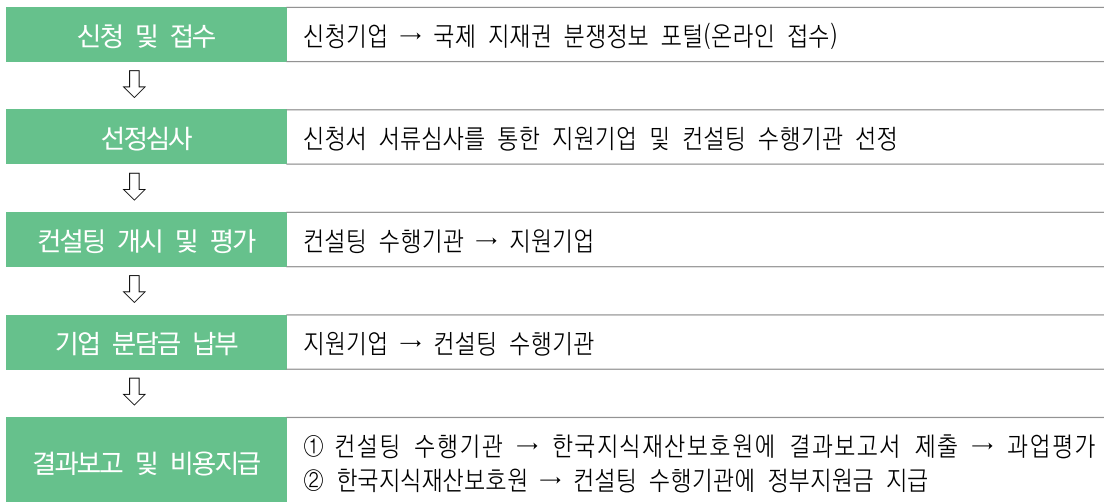 신청 및 접수 신청기업 → 국제 지재권 분쟁정보 포털(온라인 접수)
선정심사 신청서 서류심사를 통한 지원기업 및 컨설팅 수행기관 선정
컨설팅 개시 및 평가 컨설팅 수행기관 → 지원기업
기업 분담금 납부 지원기업 → 컨설팅 수행기관
결과보고 및 비용지급
① 컨설팅 수행기관 → 한국지식재산보호원에 결과보고서 제출 → 과업평가
② 한국지식재산보호원 → 컨설팅 수행기관에 정부지원금 지급